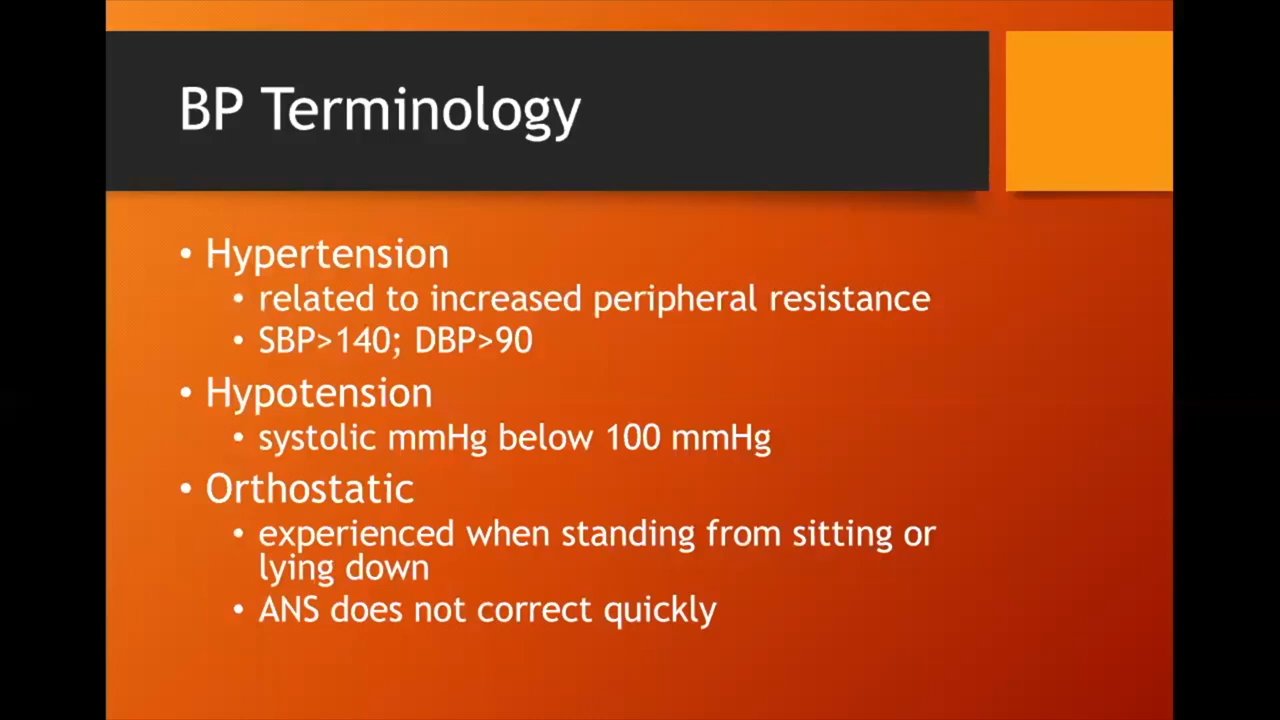 BP Terminology
• Hypertension
• related to increased peripheral resistance
• SBP>140; DBP>90
• Hypotension
• systolic mmHg below 100 mmHg
• Orthostatic
• experienced when standing from sitting or
lying down
• ANS does not correct quickly